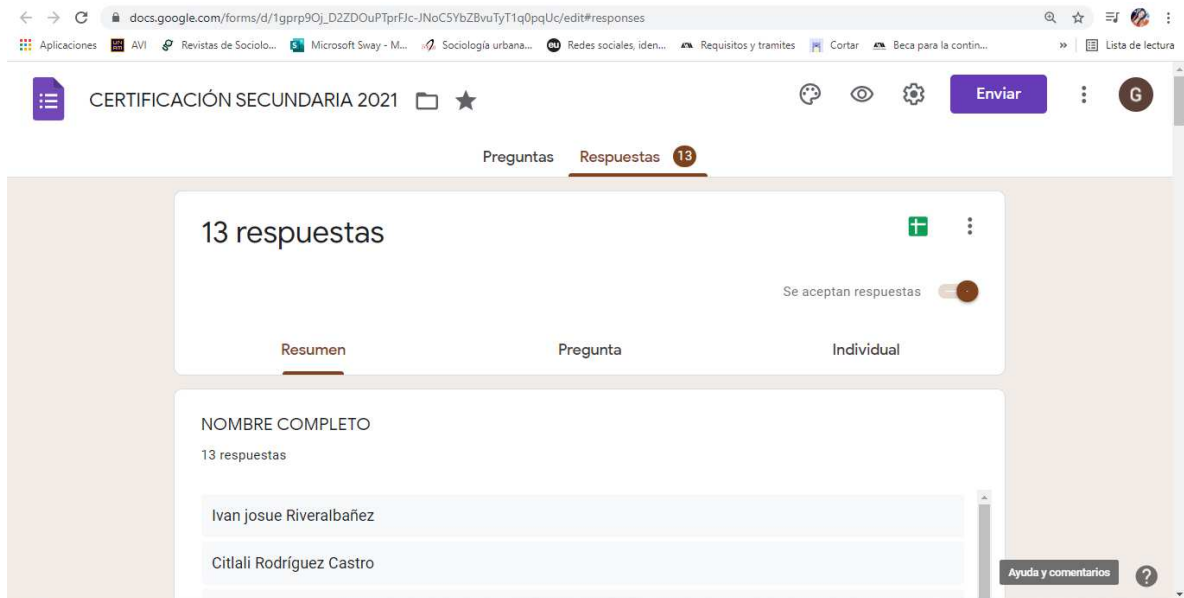 docs.google.com/forms/d/1gprp9Oj_D2ZDOuPTprFJc-JNoC5YbZBvuTyT1q0pqUc/edit#responses
Aplicaciones AVI Revistas de Sociolo... Microsoft Sway - M... Sociología urbana... Redes sociales, iden... Requisitos y tramites Cortar Beca para la contin... » Lista de lectura
CERTIFICACIÓN SECUNDARIA 2021 Enviar G
Preguntas Respuestas 13
13 respuestas
Se aceptan respuestas
Resumen Pregunta Individual
NOMBRE COMPLETO
13 respuestas
Ivan josue Riveralbañez
Citlali Rodríguez Castro
Ayuda y comentarios